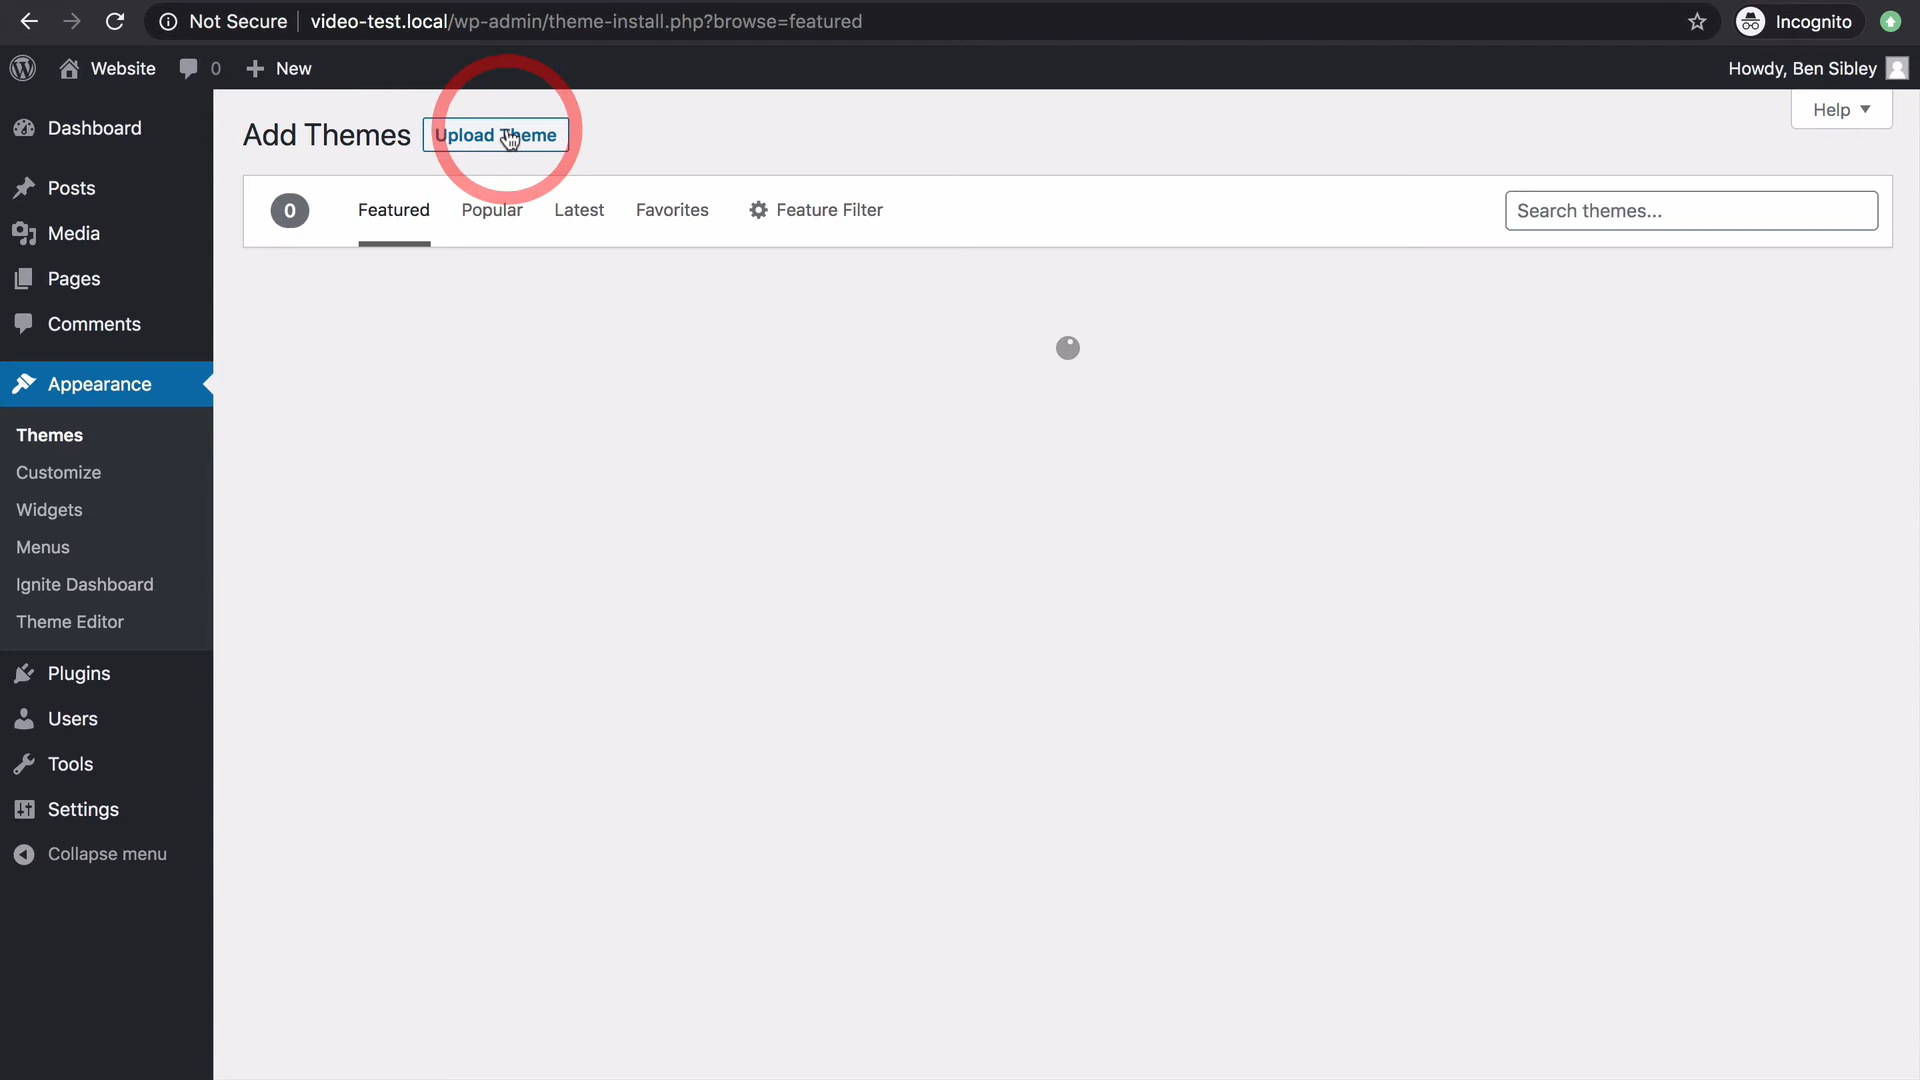 Not Secure
video-test.local/wp-admin/theme-install.php?browse=featured
Incognito
Website
0
New
Howdy, Ben Sibley
Dashboard
Posts
Media
Pages
Comments
Appearance
Themes
Customize
Widgets
Menus
Ignite Dashboard
Theme Editor
Plugins
Users
Tools
Settings
Collapse menu
Help
Add Themes
Upload Theme
0
Featured
Popular
Latest
Favorites
Feature Filter
Search themes...